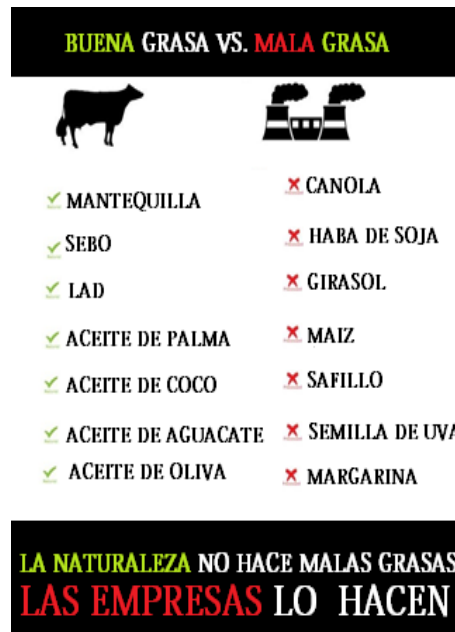 BUENA GRASA VS. MALA GRASA
MANTEQUILLA
SEBO
LAD
ACEITE DE PALMA
ACEITE DE COCO
ACEITE DE AGUACATE
ACEITE DE OLIVA
CANOLA
HABA DE SOJA
GIRASOL
MAIZ
SAFILLO
SEMILLA DE UVA
MARGARINA
LA NATURALEZA NO HACE MALAS GRASAS
LAS EMPRESAS LO HACEN